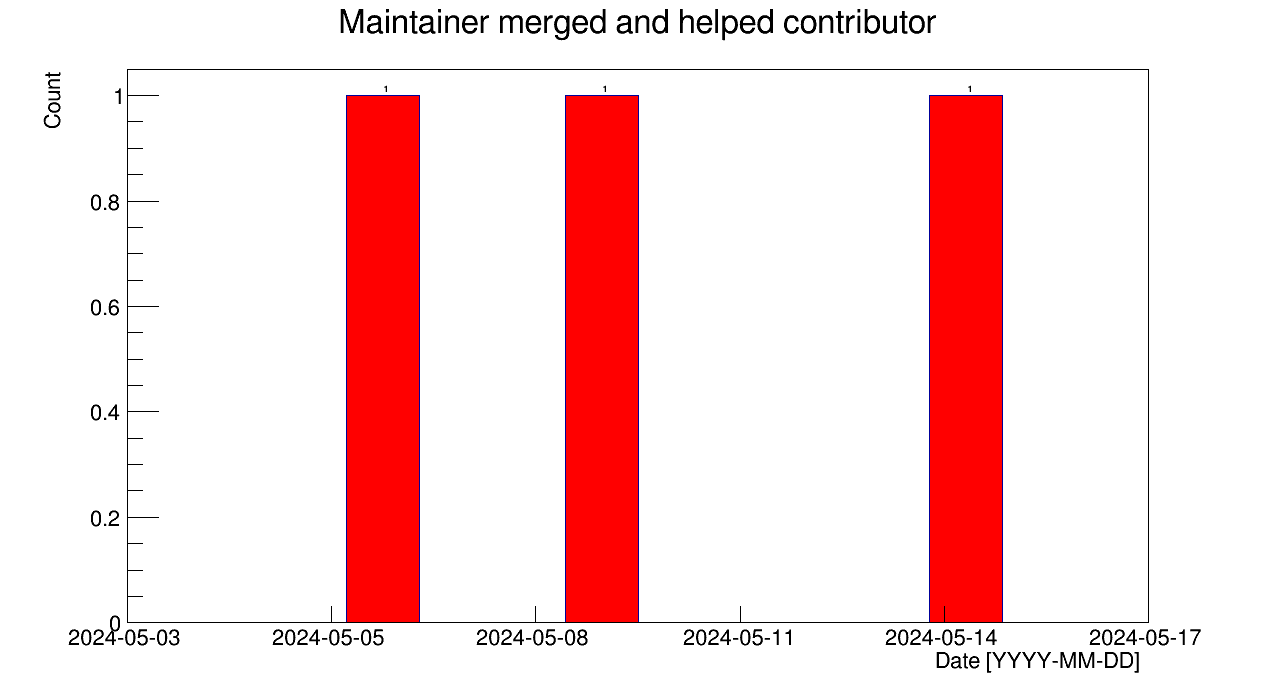 Maintainer merged and helped contributor
Count
1 1 1
1
0.8
0.6
0.4
0.2
0
2024-05-03 2024-05-05 2024-05-08 2024-05-11 2024-05-14 2024-05-17
Date [YYYY-MM-DD]